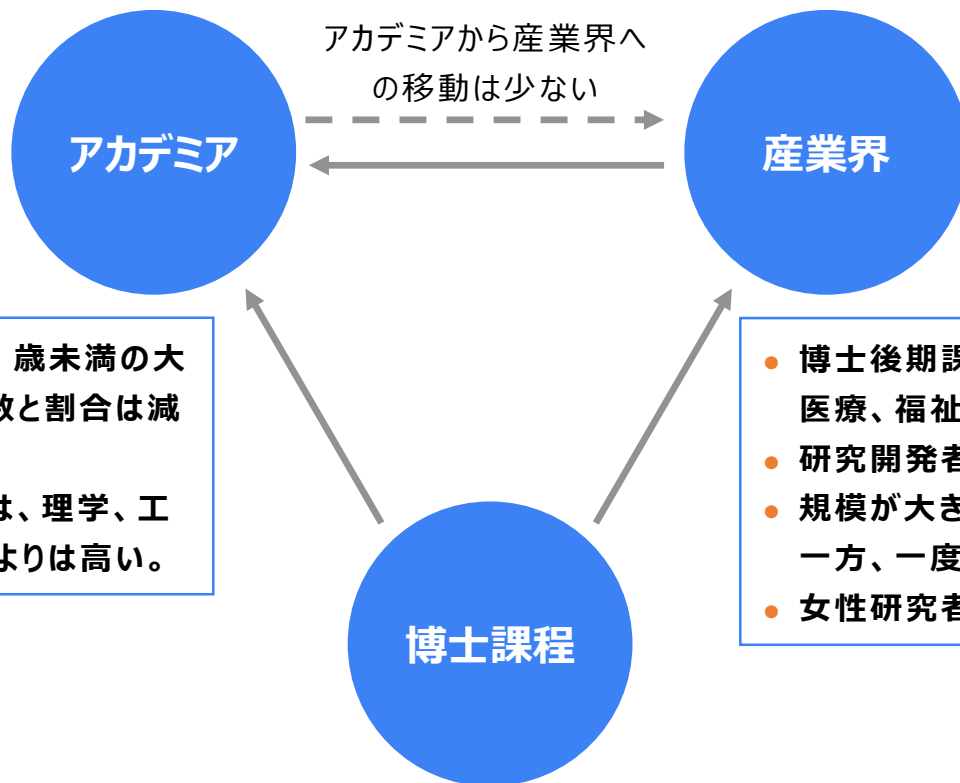 アカデミアから産業界へ
の移動は少ない
アカデミア
産業界
歳未満の大
数と割合は減
は、理学、工
よりは高い。
博士後期課
医療、福祉
研究開発者
規模が大き
一方、一度
女性研究者
博士課程